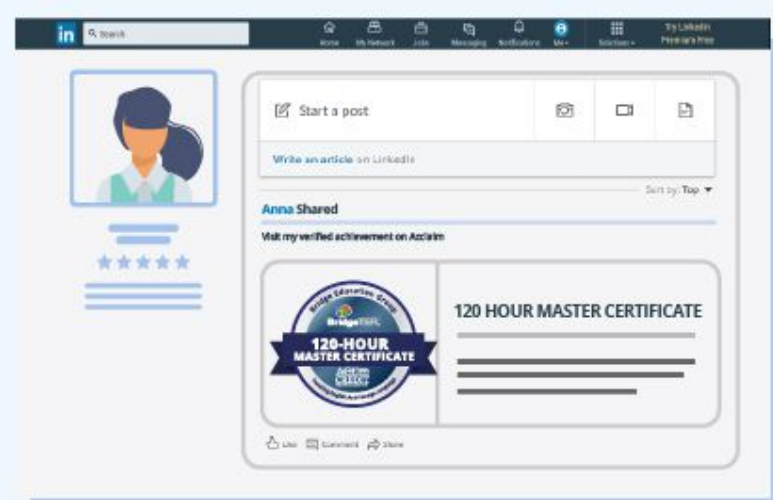 in Search
Home My Network Jobs Messaging Notifications Me Solutions Try LinkedIn
Premium Free
Start a post
Write an article on LinkedIn
Sort by: Top
Anna Shared
Visit my verified achievement on Acclaim
Bridge Education Group
BridgeTEFL
120-HOUR
MASTER CERTIFICATE
120 HOUR MASTER CERTIFICATE
Like Comment Share